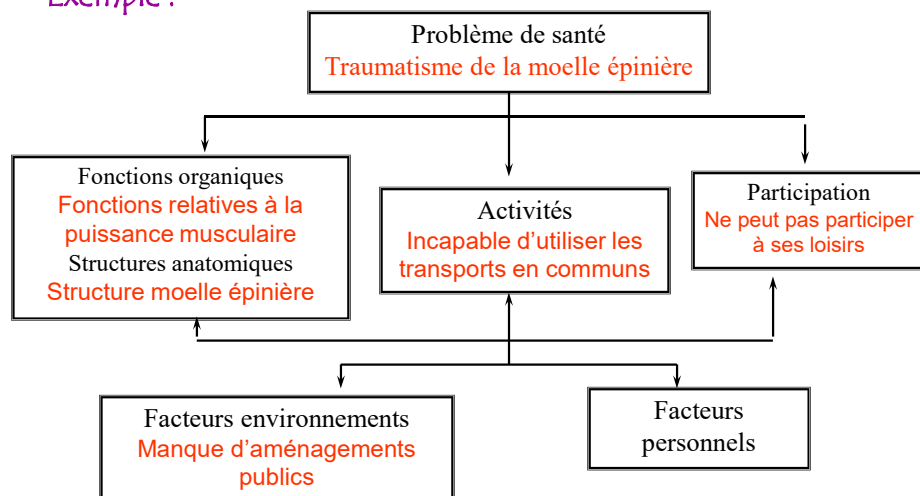 Exemple :
Problème de santé
Traumatisme de la moelle épinière
Fonctions organiques
Fonctions relatives à la
puissance musculaire
Structures anatomiques
Structure moelle épinière
Activités
Incapable d'utiliser les
transports en communs
Participation
Ne peut pas participer
à ses loisirs
Facteurs environnements
Manque d'aménagements
publics
Facteurs
personnels